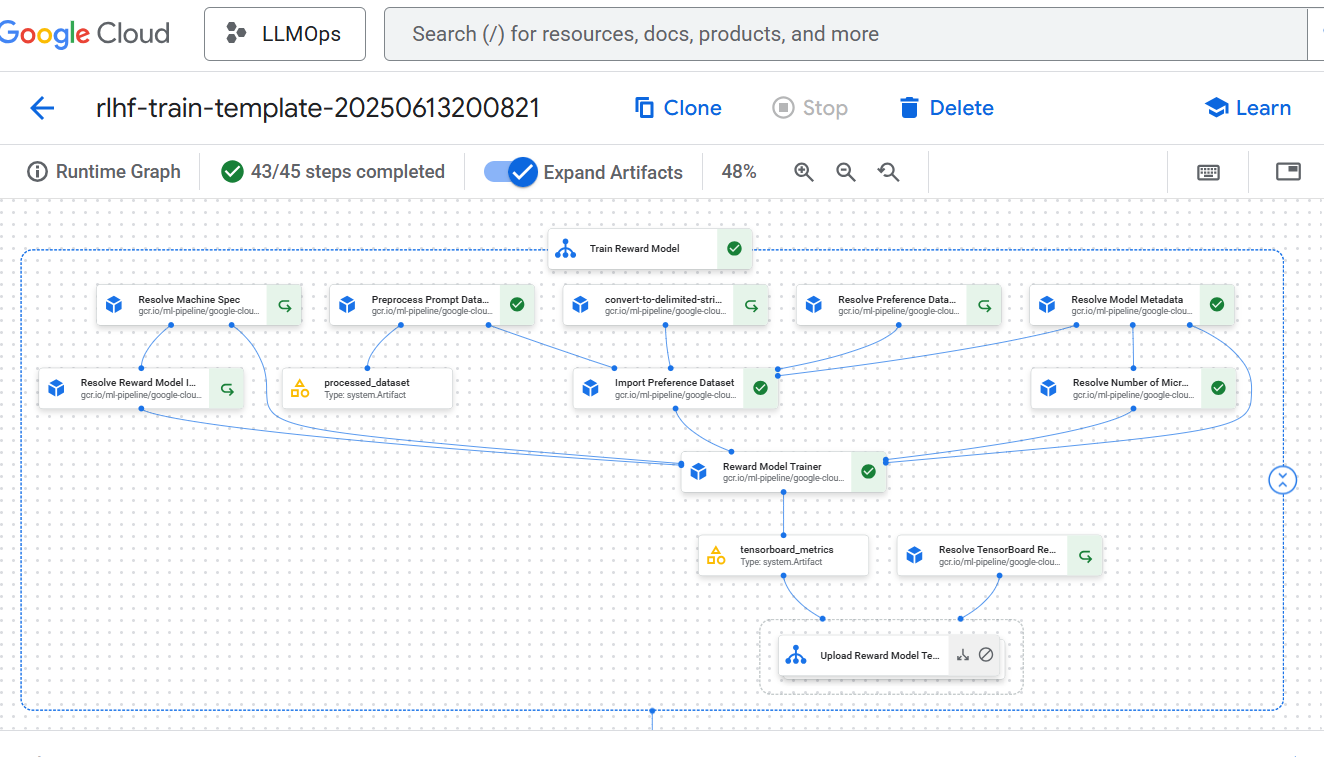 Google Cloud
LLMOps
Search (/) for resources, docs, products, and more
rlhf-train-template-20250613200821
Clone
Stop
Delete
Learn
Runtime Graph
43/45 steps completed
Expand Artifacts
48%
Train Reward Model
Resolve Machine Spec
gcr.io/ml-pipeline/google-clou...
Preprocess Prompt Data...
gcr.io/ml-pipeline/google-clou...
convert-to-delimited-stri...
gcr.io/ml-pipeline/google-clou...
Resolve Preference Data...
gcr.io/ml-pipeline/google-clou...
Resolve Model Metadata
gcr.io/ml-pipeline/google-clou...
Resolve Reward Model I...
gcr.io/ml-pipeline/google-clou...
processed_dataset
Type: system.Artifact
Import Preference Dataset
gcr.io/ml-pipeline/google-clou...
Resolve Number of Micr...
gcr.io/ml-pipeline/google-clou...
Reward Model Trainer
gcr.io/ml-pipeline/google-clou...
tensorboard_metrics
Type: system.Artifact
Resolve TensorBoard Re...
gcr.io/ml-pipeline/google-clou...
Upload Reward Model Te...